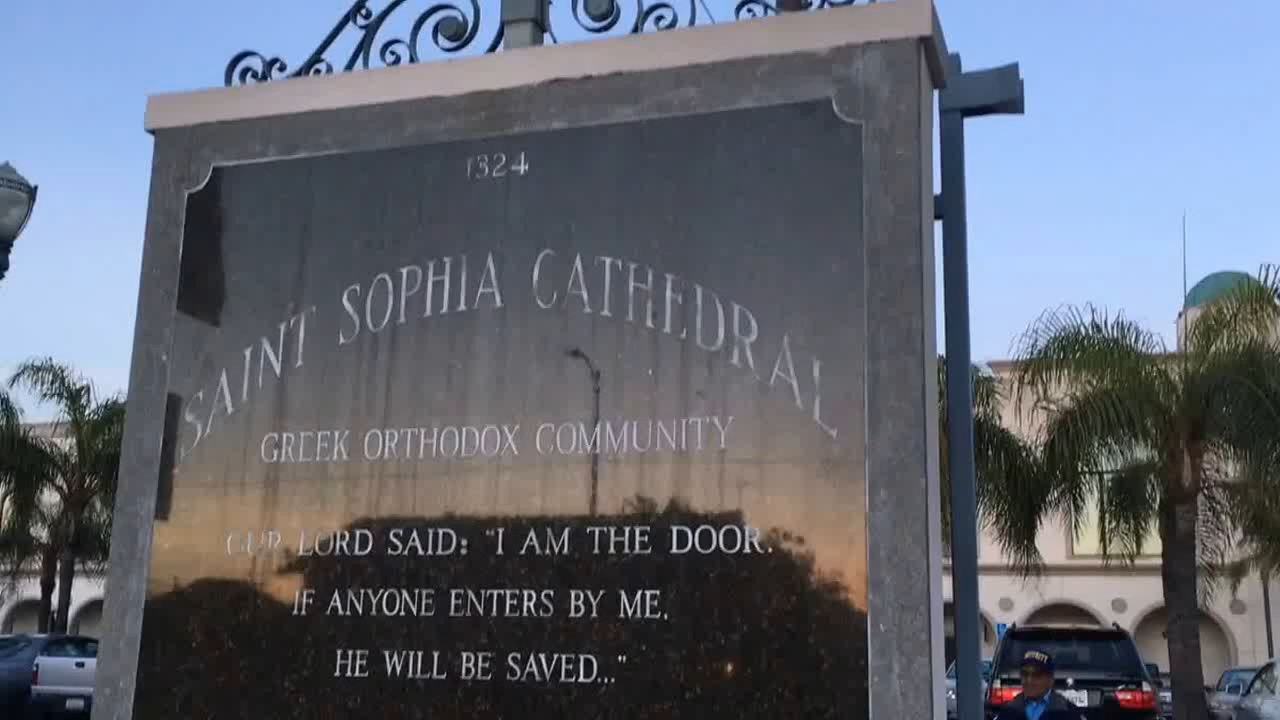 1324
SAINT SOPHIA CATHEDRAL
GREEK ORTHODOX COMMUNITY
OUR LORD SAID: "I AM THE DOOR.
IF ANYONE ENTERS BY ME,
HE WILL BE SAVED..."